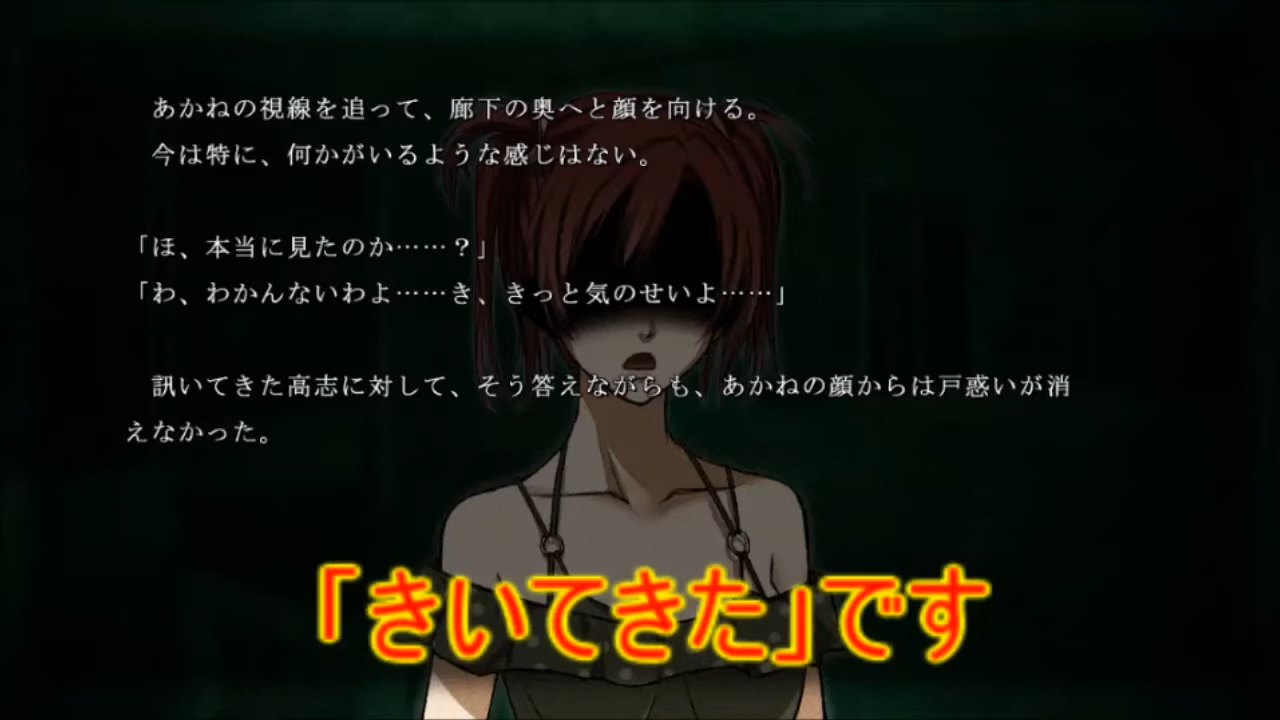 あかねの視線を追って、廊下の奥へと顔を向ける。
今は特に、何かがいるような感じはない。
「ほ、本当に見たのか……？」
「わ、わかんないわよ……き、きっと気のせいよ……」
訊いてきた高志に対して、そう答えながらも、あかねの顔からは戸惑いが消
えなかった。
「きいてきた」です